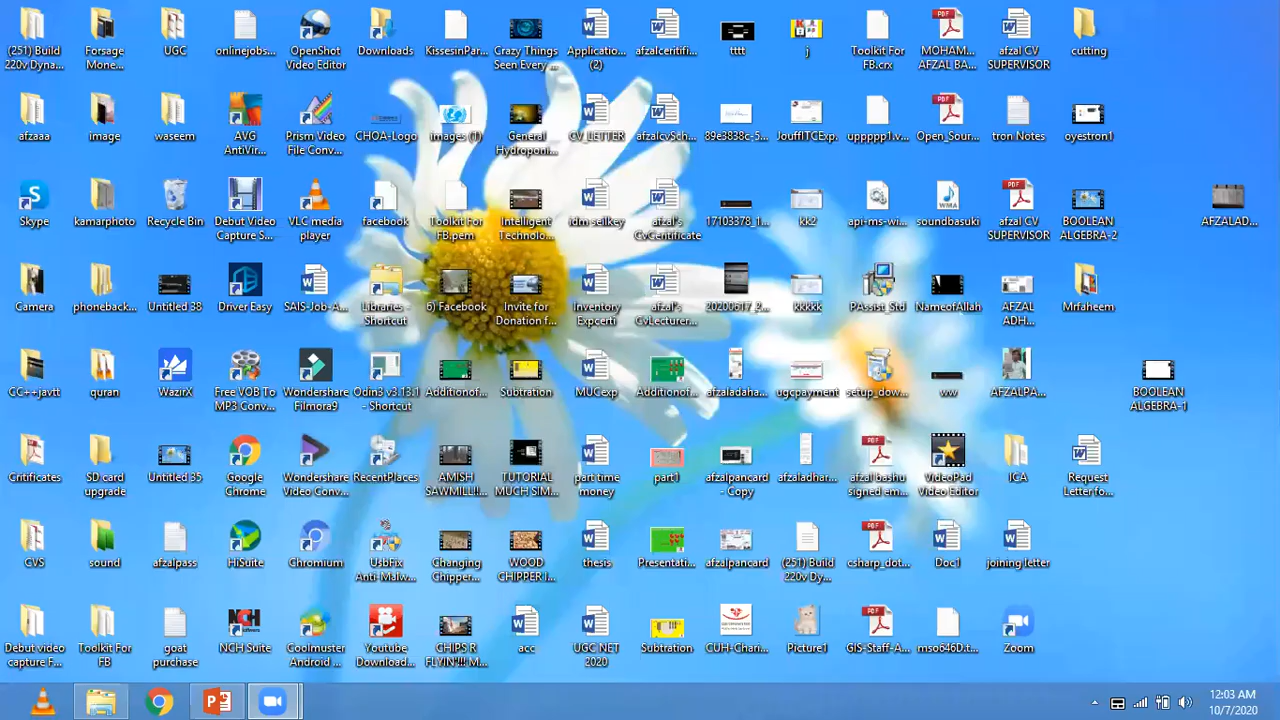 (251) Build
220v Dyna...
Forsage
Mone...
UGC
onlinejobs...
OpenShot
Video Editor
Downloads
KissesinPar...
Crazy Things
Seen Every ...
Applicatio...
(2)
afzalceritifi...
tttt
j
Toolkit For
FB.crx
MOHAM...
AFZAL BA...
afzal CV
SUPERVISOR
cutting
afzaaa
image
waseem
AVG
AntiVir...
Prism Video
File Conv...
CHOA-Logo
images (1)
General
Hydroponi...
CV_LETTER
afzalcvSch...
89e3838c-5...
JouffITCExp.
uppppp1.v...
Open_Sour...
tron Notes
oyestron1
Skype
kamarphoto
Recycle Bin
Debut Video
Capture S...
VLC media
player
facebook
Toolkit For
FB.pem
Intelligent
Technolo...
idm sellkey
afzal's
CvCentificate
17103378_1...
kk2
api-ms-wi...
soundbasuki
afzal CV
SUPERVISOR
BOOLEAN
ALGEBRA-2
AFZALAD...
Camera
phoneback...
Untitled 38
Driver Easy
SAIS-Job-A...
Libraries -
Shortcut
6) Facebook
Invite for
Donation f...
Inventory
Expcerti
afzal's
CvLecturer...
20200617_2...
kkkkk
PAssist_Std
NameofAllah
AFZAL
ADH...
Mrfaheem
CC++javtt
quran
WazirX
Free VOB To
MP3 Conv...
Wondershare
Filmora9
Odin3 v3.13.1
- Shortcut
Additionof...
Subtration
MUCexp
Additionof...
afzaladaha...
ugcpayment
setup_dow...
ww
AFZALPA...
BOOLEAN
ALGEBRA-1
Critificates
SD card
upgrade
Untitled 35
Google
Chrome
Wondershare
Video Conv...
RecentPlaces
AMISH
SAWMILL!!...
TUTORIAL
MUCH SIM...
part time
money
part1
afzalpancard
- Copy
afzaladhar...
afzal bashu
signed em...
VideoPad
Video Editor
ICA
Request
Letter fo...
CVS
sound
afzalpass
HiSuite
Chromium
UsbFix
Anti-Malw...
Changing
Chipper...
WOOD
CHIPPER I...
thesis
Presentati...
afzalpancard
(251) Build
220v Dy...
csharp_dot...
Doc1
joining letter
Debut video
capture F...
Toolkit For
FB
goat
purchase
NCH Suite
Coolmuster
Android ...
Youtube
Download...
CHIPS R
FLYIN'!!! M...
acc
UGC NET
2020
Subtration
CUH-Chari...
Picture1
GIS-Staff-A...
mso646D.t...
Zoom
12:03 AM
10/7/2020